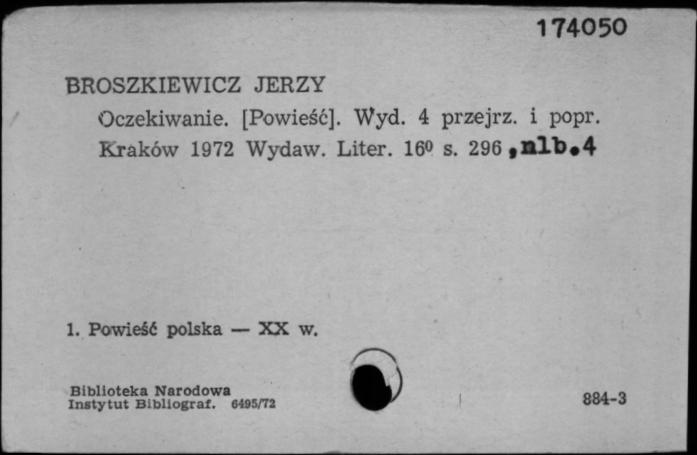 174050
BROSZKIEWICZ JERZY
Oczekiwanie. [Powieść]. Wyd. 4 przejrz. i popr.
Kraków 1972 Wydaw. Liter. 16⁰ s. 296 ,nlb.4
1. Powieść polska — XX w.
Biblioteka Narodowa
Instytut Bibliograf. 6495/72
884-3